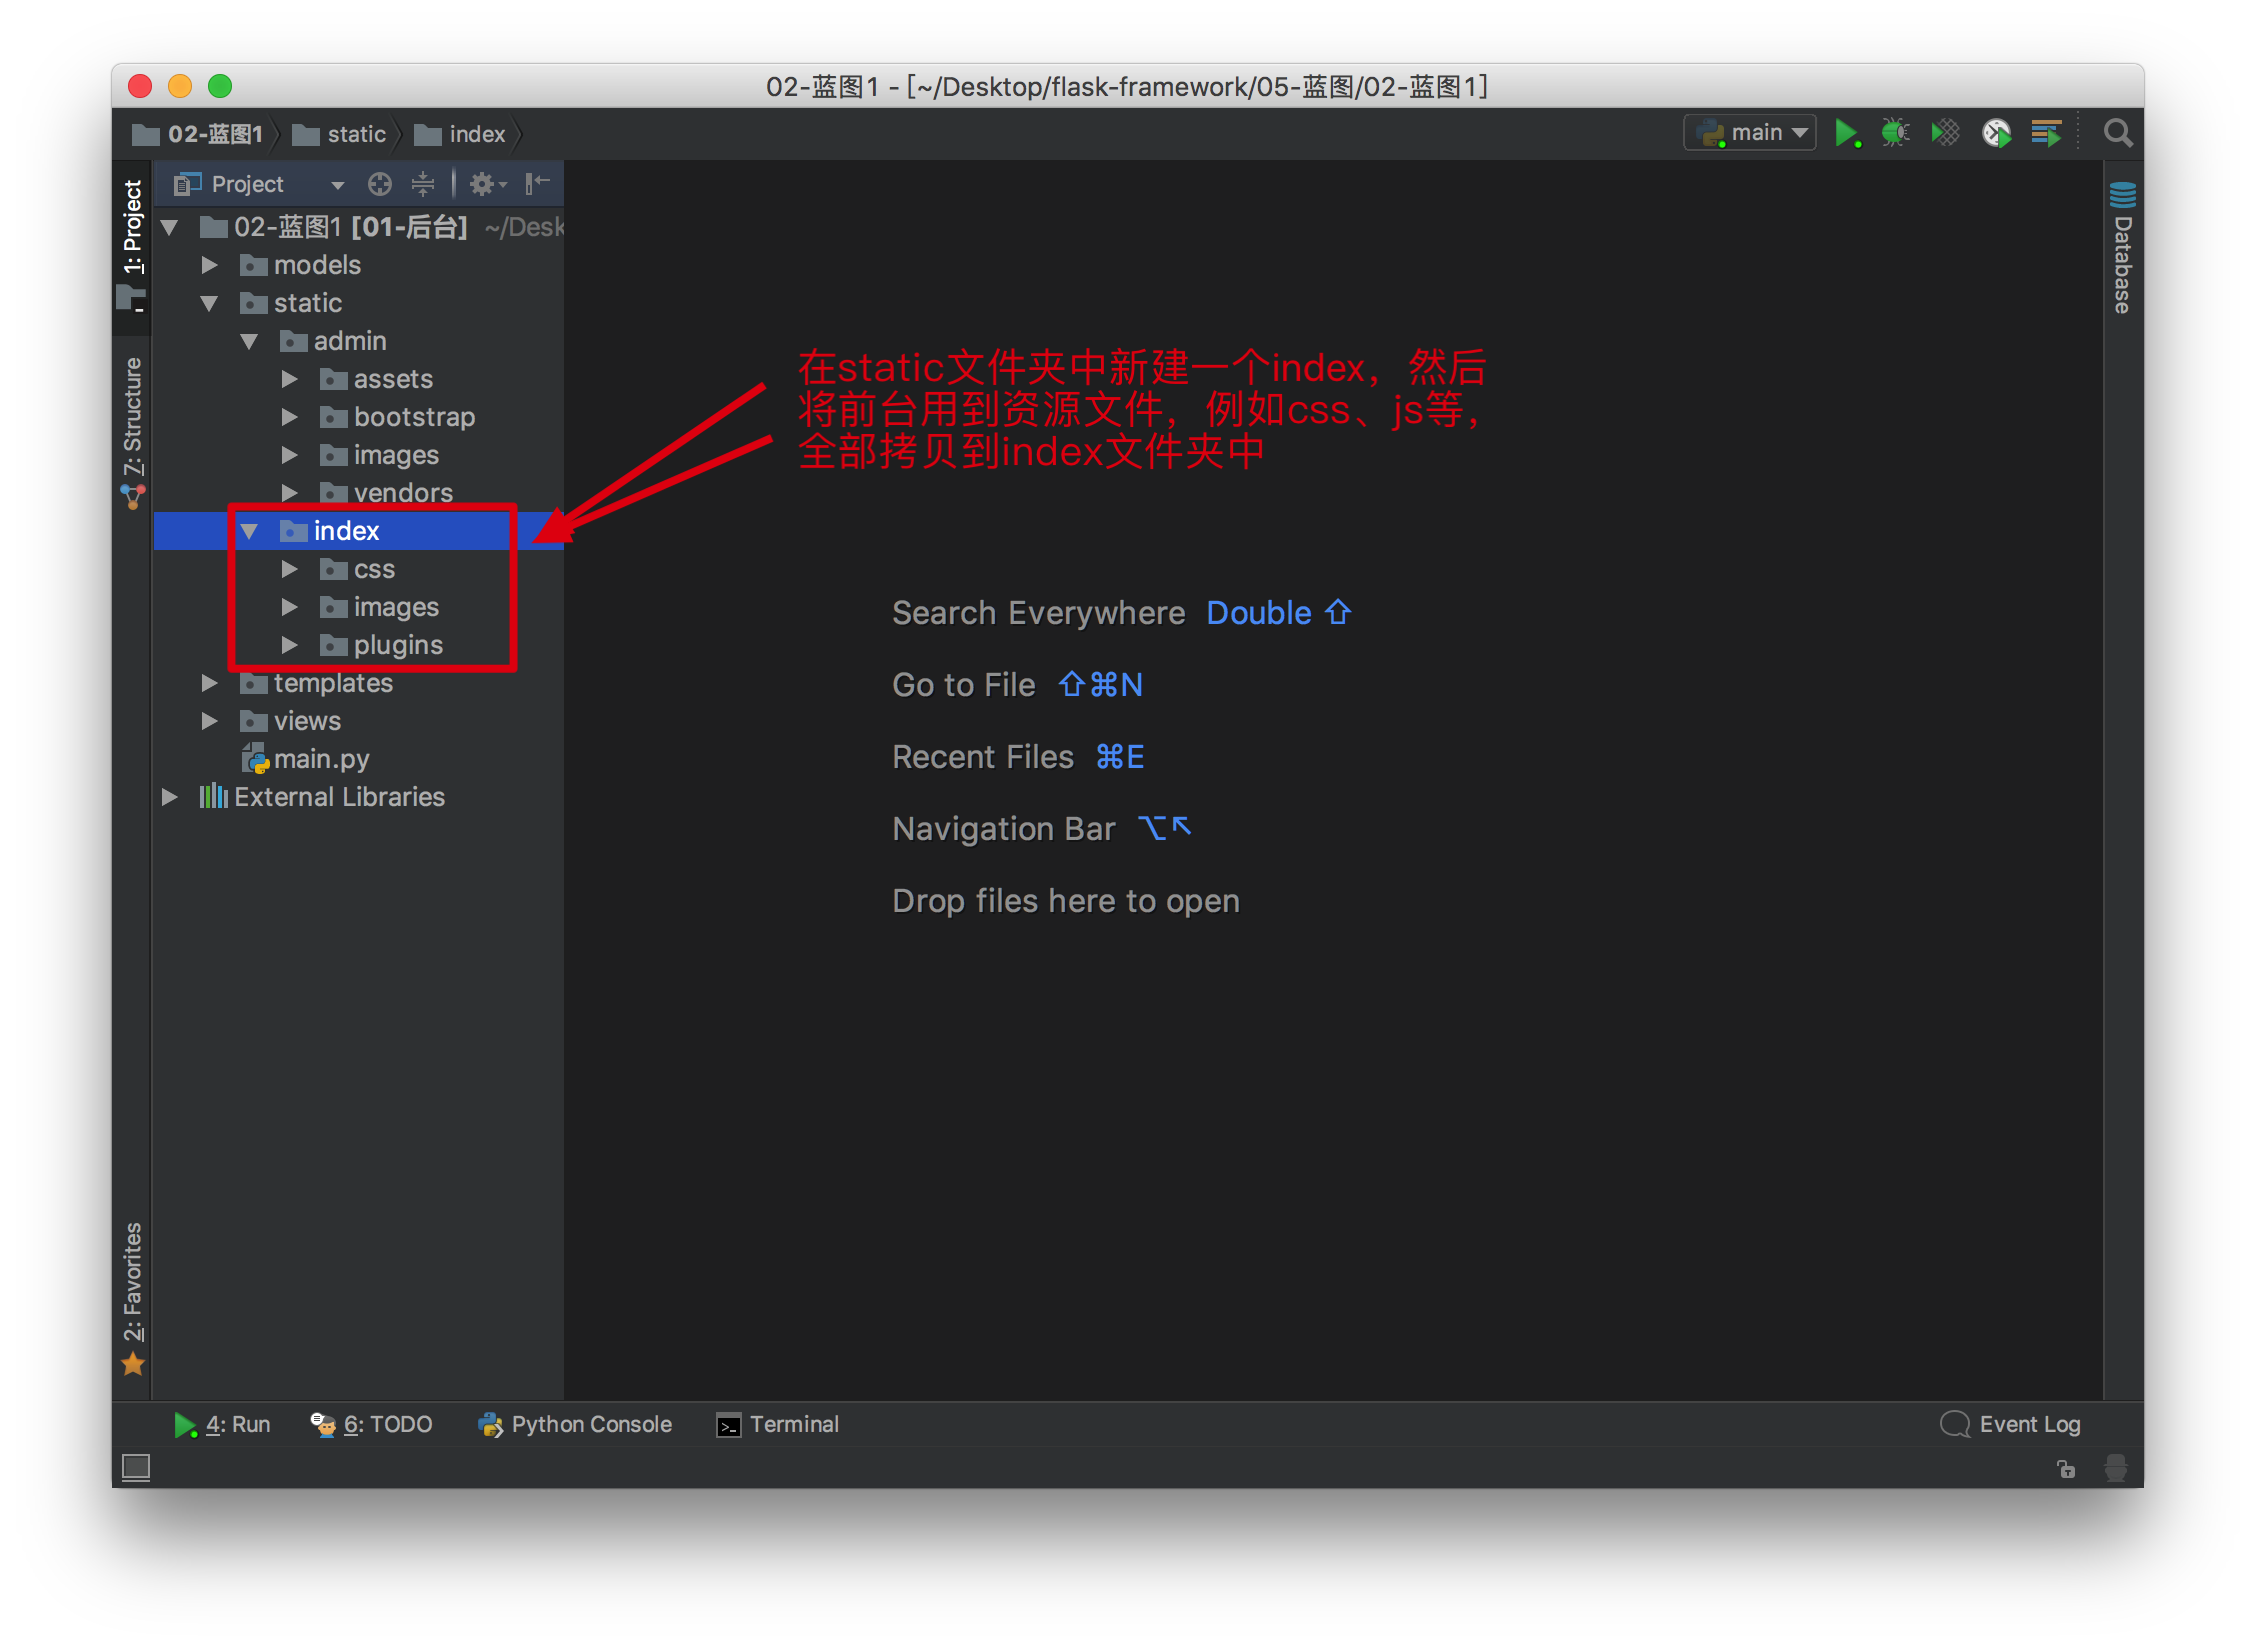 02-蓝图1 - [~/Desktop/flask-framework/05-蓝图/02-蓝图1]
02-蓝图1 static index
main
1: Project
Project
02-蓝图1 [01-后台] ~/Desk
models
static
admin
assets
bootstrap
images
vendors
index
css
images
plugins
templates
views
main.py
External Libraries
7: Structure
2: Favorites
在static文件夹中新建一个index，然后
将前台用到资源文件，例如css、js等，
全部拷贝到index文件夹中
Search Everywhere Double ⇧
Go to File ⇧⌘N
Recent Files ⌘E
Navigation Bar ⌥↖
Drop files here to open
Database
4: Run 6: TODO Python Console Terminal Event Log